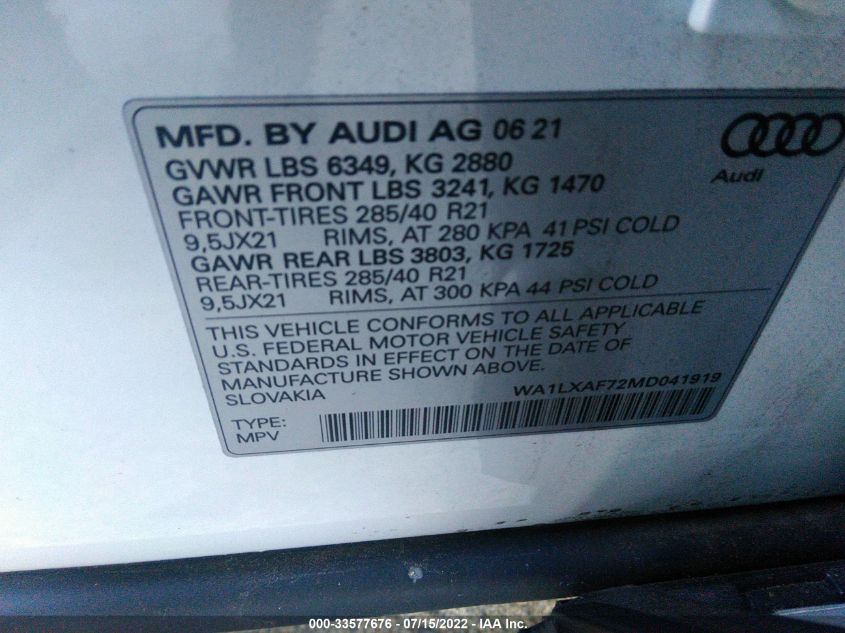 MFD. BY AUDI AG 06 21
Audi
GVWR LBS 6349, KG 2880
GAWR FRONT LBS 3241, KG 1470
FRONT-TIRES 285/40 R21
9,5JX21 RIMS, AT 280 KPA 41 PSI COLD
GAWR REAR LBS 3803, KG 1725
REAR-TIRES 285/40 R21
9,5JX21 RIMS, AT 300 KPA 44 PSI COLD
THIS VEHICLE CONFORMS TO ALL APPLICABLE
U.S. FEDERAL MOTOR VEHICLE SAFETY
STANDARDS IN EFFECT ON THE DATE OF
MANUFACTURE SHOWN ABOVE.
SLOVAKIA WA1LXAF72MD041919
TYPE:
MPV
000-33577676 - 07/15/2022 - IAA Inc.